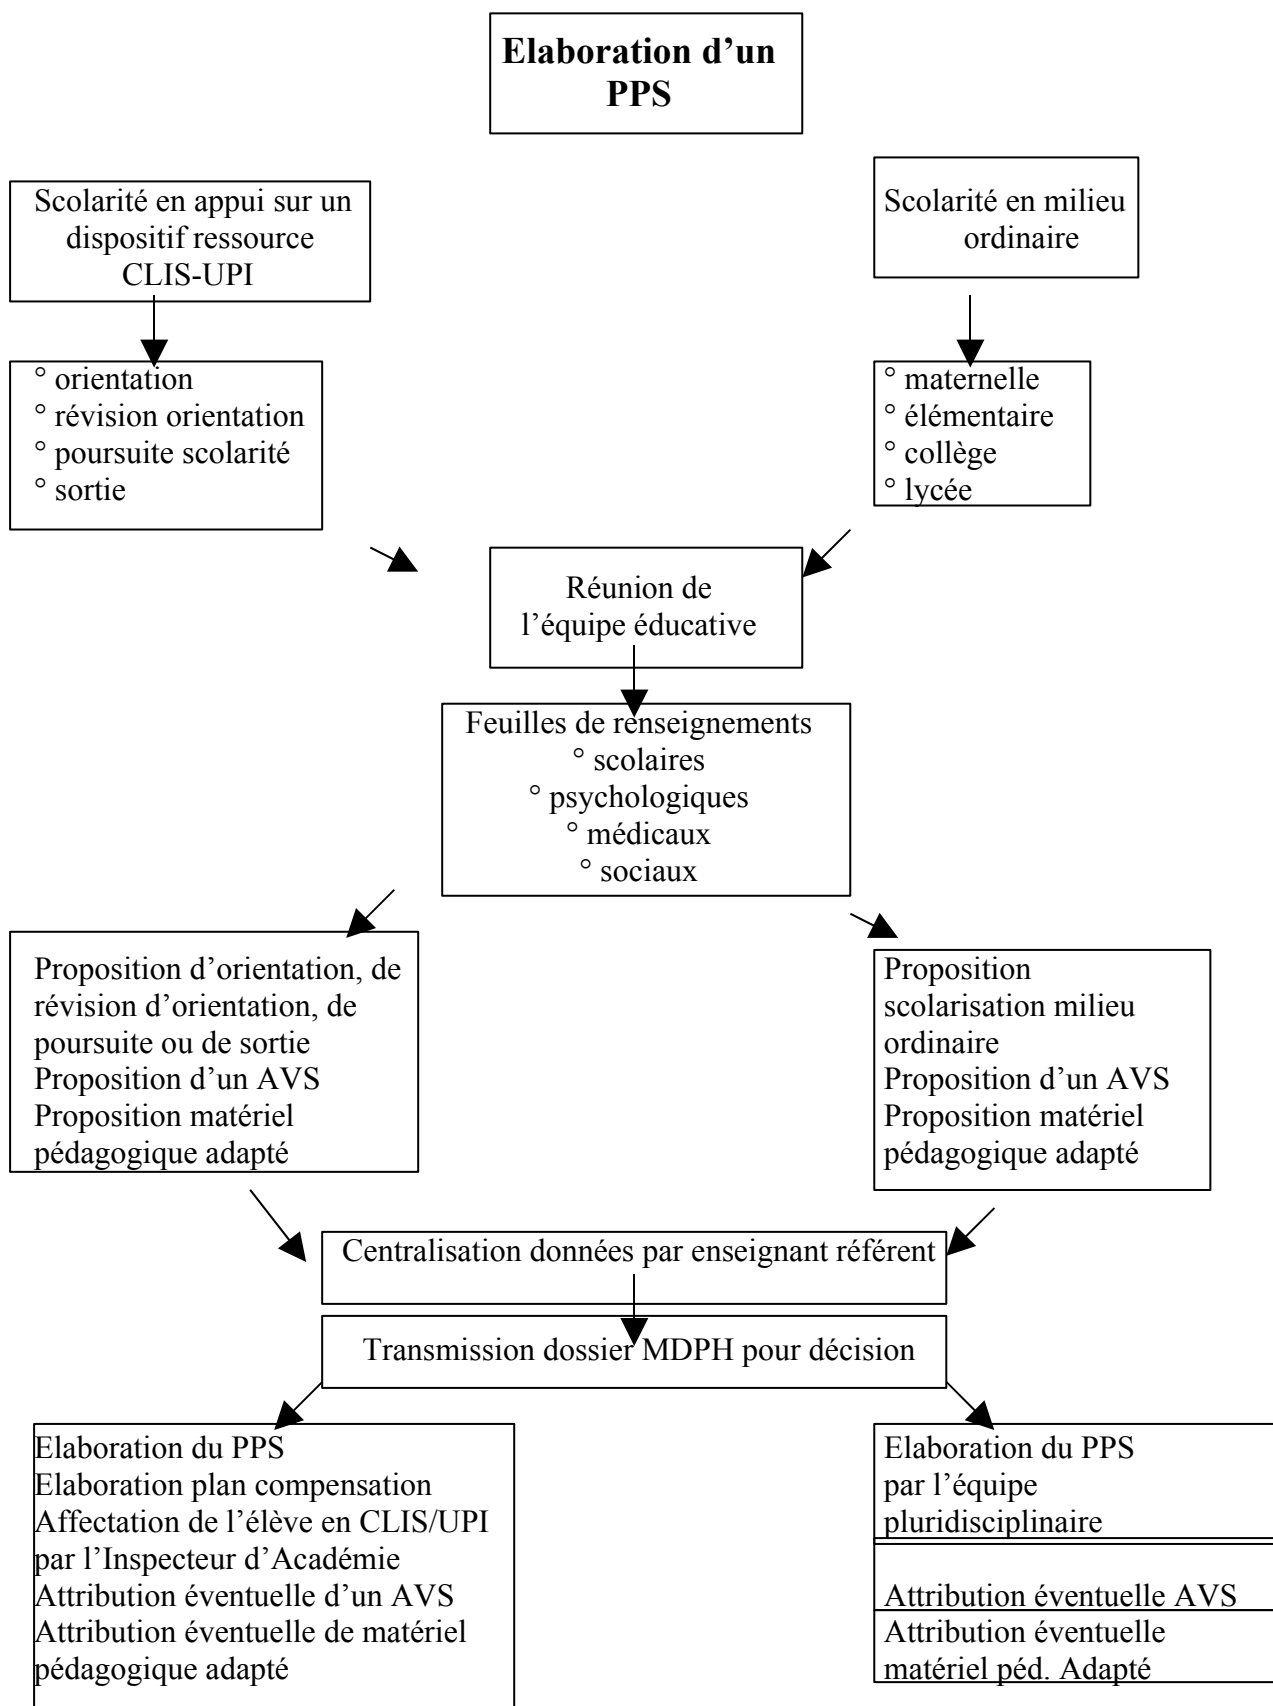 Elaboration d’un
PPS
Scolarité en appui sur un
dispositif ressource
CLIS-UPI
Scolarité en milieu
ordinaire
° orientation
° révision orientation
° poursuite scolarité
° sortie
° maternelle
° élémentaire
° collège
° lycée
Réunion de
l’équipe éducative
Feuilles de renseignements
° scolaires
° psychologiques
° médicaux
° sociaux
Proposition d’orientation, de
révision d’orientation, de
poursuite ou de sortie
Proposition d’un AVS
Proposition matériel
pédagogique adapté
Proposition
scolarisation milieu
ordinaire
Proposition d’un AVS
Proposition matériel
pédagogique adapté
Centralisation données par enseignant référent
Transmission dossier MDPH pour décision
Elaboration du PPS
Elaboration plan compensation
Affectation de l’élève en CLIS/UPI
par l’Inspecteur d’Académie
Attribution éventuelle d’un AVS
Attribution éventuelle de matériel
pédagogique adapté
Elaboration du PPS
par l’équipe
pluridisciplinaire
Attribution éventuelle AVS
Attribution éventuelle
matériel péd. Adapté